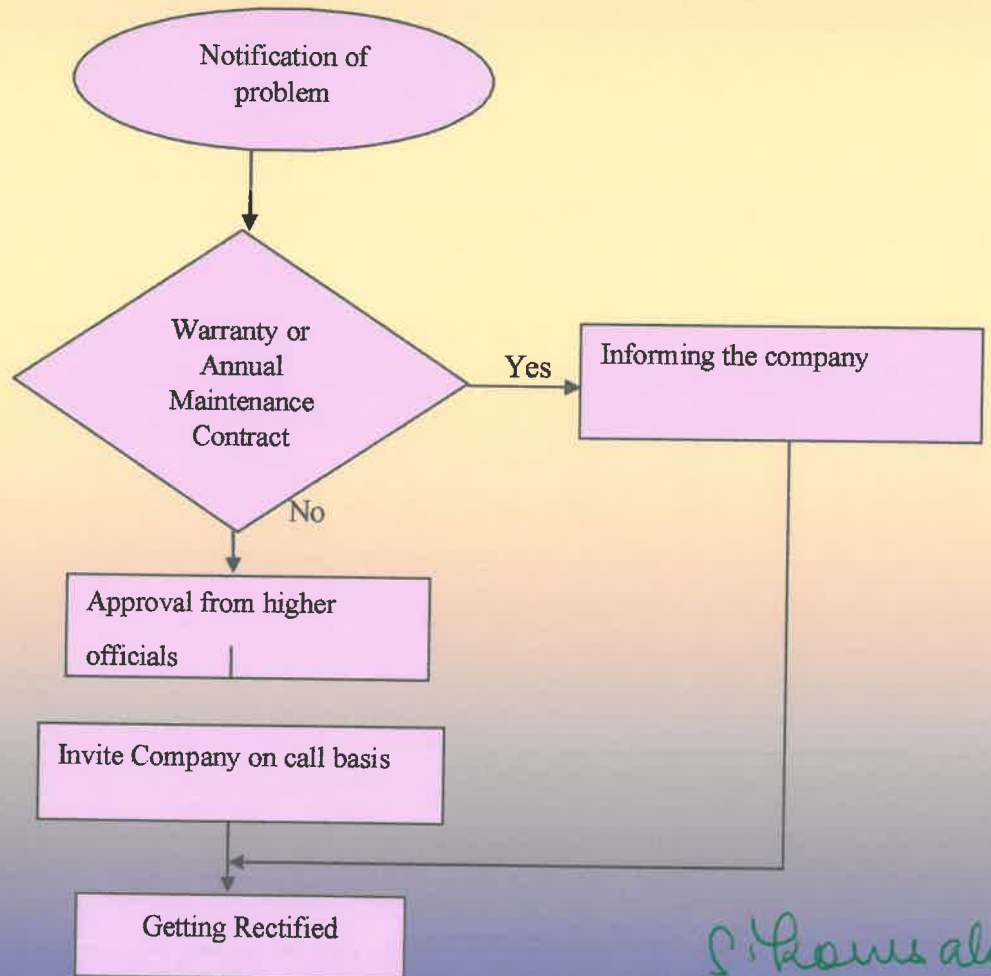 Notification of
problem
Warranty or
Annual
Maintenance
Contract
Yes
Informing the company
No
Approval from higher
officials
Invite Company on call basis
Getting Rectified